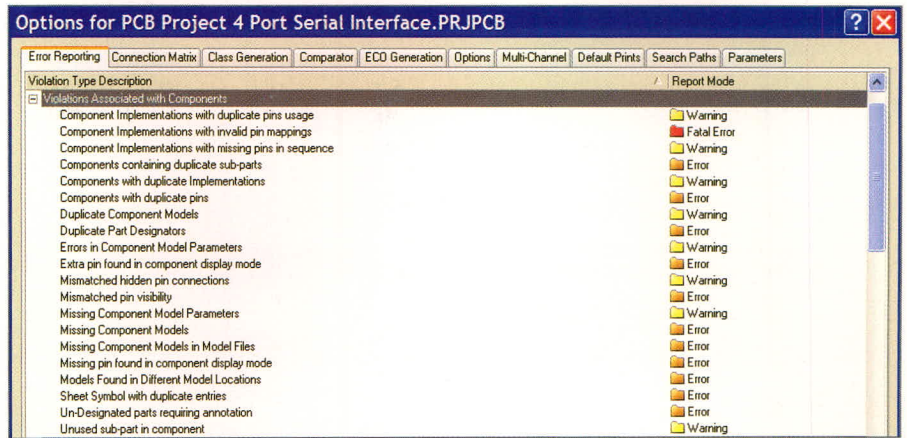 Options for PCB Project 4 Port Serial Interface.PRJPCB
Error Reporting Connection Matrix Class Generation Comparator ECO Generation Options Multi-Channel Default Prints Search Paths Parameters
Violation Type Description / Report Mode
Violations Associated with Components
Component Implementations with duplicate pins usage Warning
Component Implementations with invalid pin mappings Fatal Error
Component Implementations with missing pins in sequence Warning
Components containing duplicate sub-parts Error
Components with duplicate Implementations Warning
Components with duplicate pins Error
Duplicate Component Models Warning
Duplicate Part Designators Error
Errors in Component Model Parameters Warning
Extra pin found in component display mode Error
Mismatched hidden pin connections Warning
Mismatched pin visibility Error
Missing Component Model Parameters Warning
Missing Component Models Error
Missing Component Models in Model Files Error
Missing pin found in component display mode Error
Models Found in Different Model Locations Error
Sheet Symbol with duplicate entries Error
Un-Designated parts requiring annotation Error
Unused sub-part in component Warning